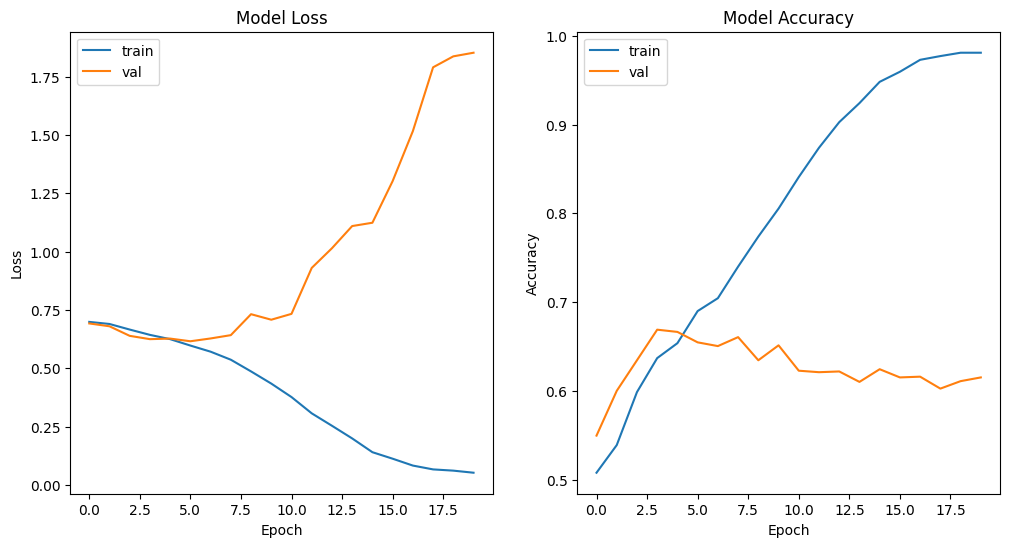 Model Loss
train
val
1.75
1.50
1.25
1.00
0.75
0.50
0.25
0.00
Loss
0.0 2.5 5.0 7.5 10.0 12.5 15.0 17.5
Epoch
Model Accuracy
train
val
1.0
0.9
0.8
0.7
0.6
0.5
Accuracy
0.0 2.5 5.0 7.5 10.0 12.5 15.0 17.5
Epoch